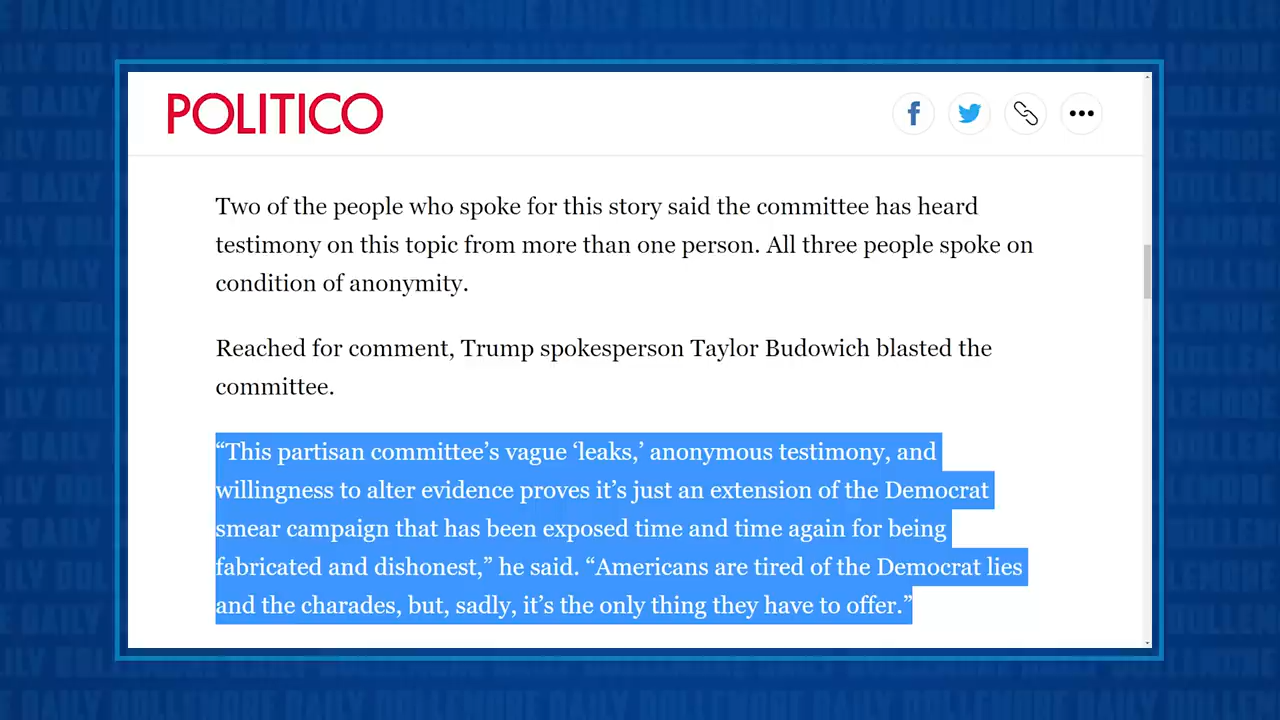 POLITICO
Two of the people who spoke for this story said the committee has heard
testimony on this topic from more than one person. All three people spoke on
condition of anonymity.
Reached for comment, Trump spokesperson Taylor Budowich blasted the
committee.
“This partisan committee’s vague ‘leaks,’ anonymous testimony, and
willingness to alter evidence proves it’s just an extension of the Democrat
smear campaign that has been exposed time and time again for being
fabricated and dishonest,” he said. “Americans are tired of the Democrat lies
and the charades, but, sadly, it’s the only thing they have to offer.”